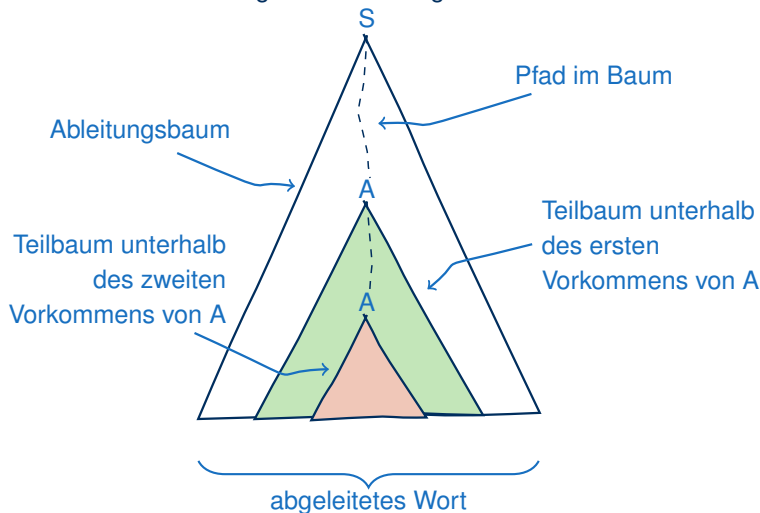 S
Pfad im Baum
Ableitungsbaum
A
Teilbaum unterhalb
des ersten
Vorkommens von A
Teilbaum unterhalb
des zweiten
Vorkommens von A
A
abgeleitetes Wort